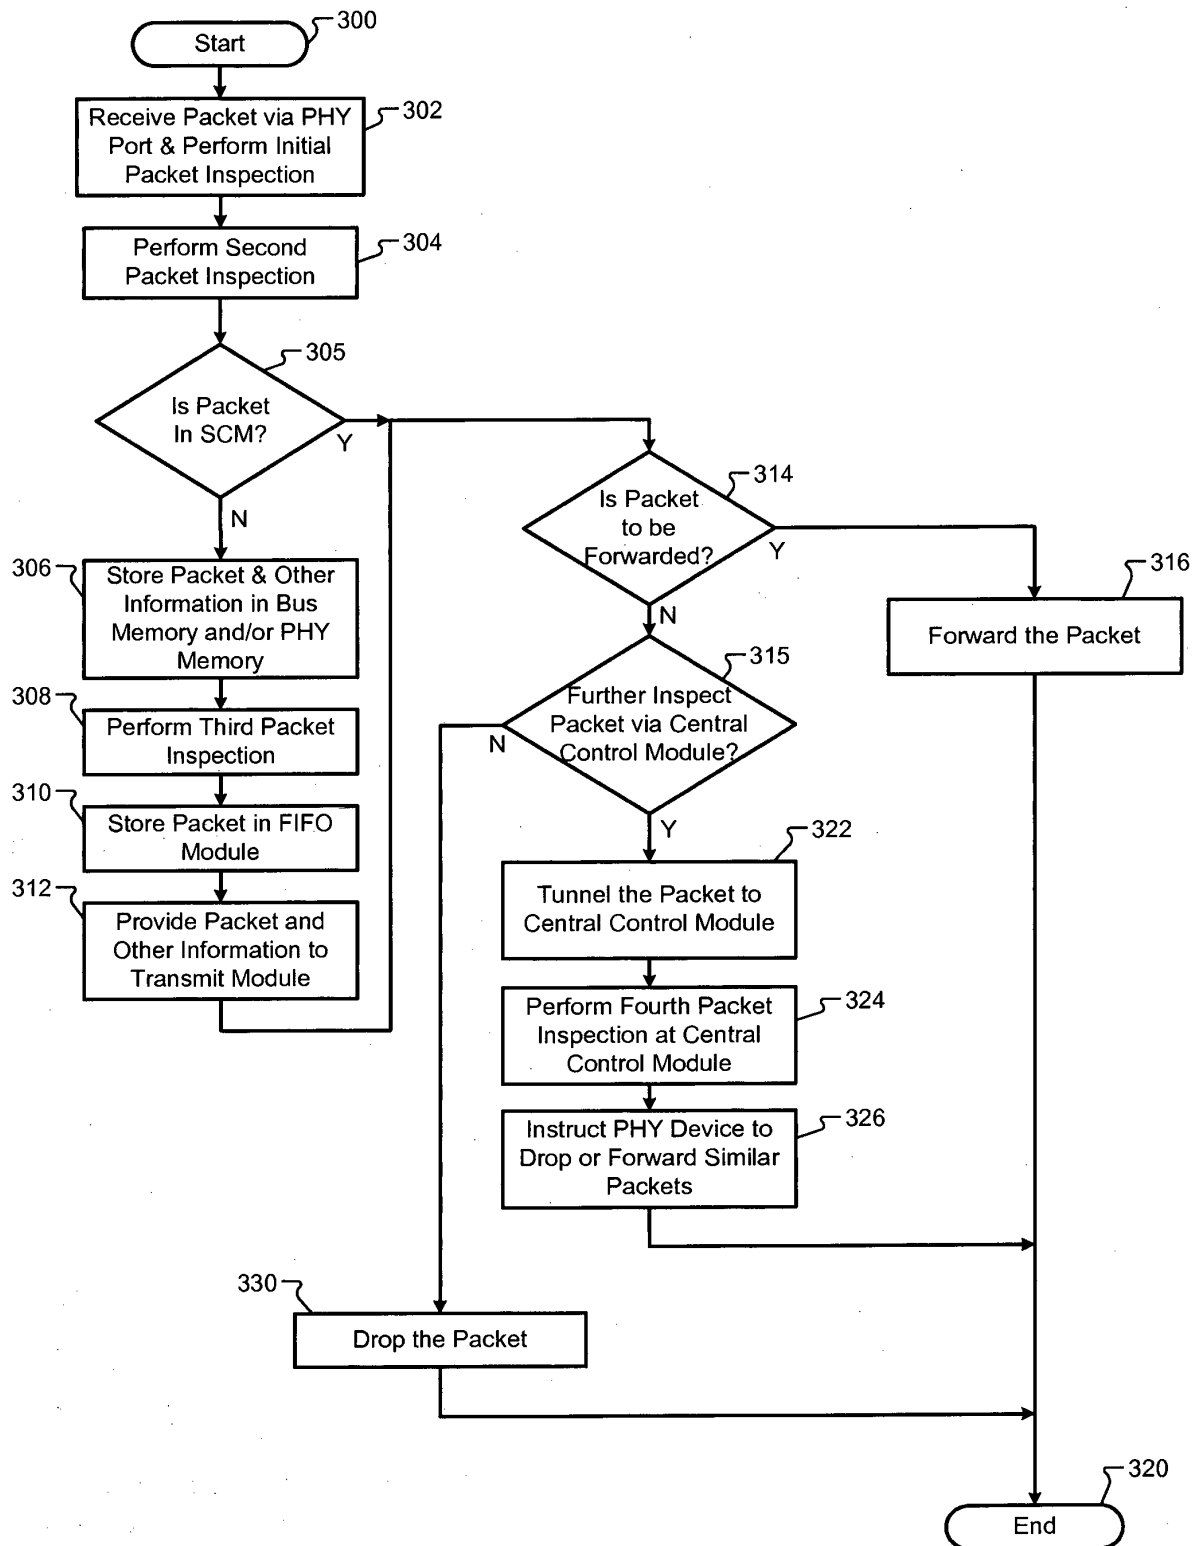 300
Start
302
Receive Packet via PHY
Port & Perform Initial
Packet Inspection
304
Perform Second
Packet Inspection
305
Is Packet
In SCM?
Y
N
306
Store Packet & Other
Information in Bus
Memory and/or PHY
Memory
308
Perform Third Packet
Inspection
310
Store Packet in FIFO
Module
312
Provide Packet and
Other Information to
Transmit Module
314
Is Packet
to be
Forwarded?
Y
N
316
Forward the Packet
315
Further Inspect
Packet via Central
Control Module?
N
Y
322
Tunnel the Packet to
Central Control Module
324
Perform Fourth Packet
Inspection at Central
Control Module
326
Instruct PHY Device to
Drop or Forward Similar
Packets
330
Drop the Packet
320
End